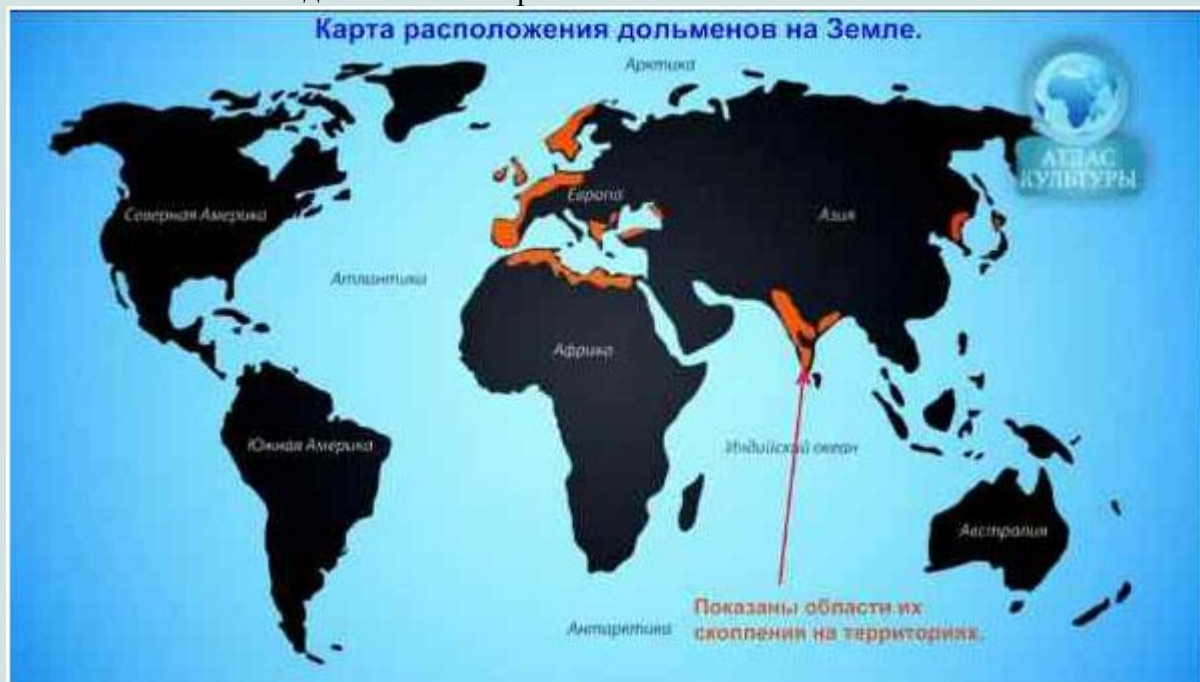 Карта расположения дольменов на Земле.
Арктика
АТЛАС
КУЛЬТУРЫ
Северная Америка
Европа
Азия
Атлантика
Африка
Южная Америка
Индийский океан
Австралия
Показаны области их
скопления на территориях.
Антарктика